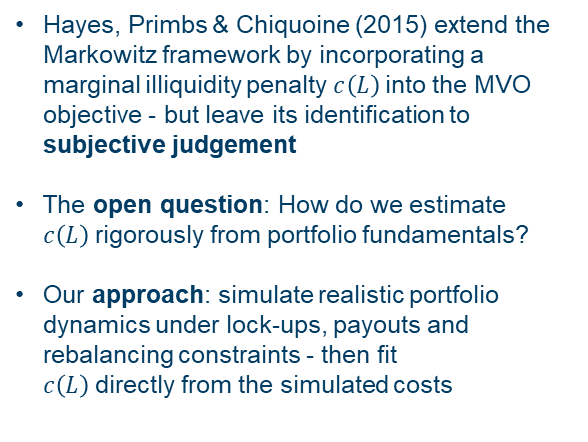 • Hayes, Primbs & Chiquoine (2015) extend the
Markowitz framework by incorporating a
marginal illiquidity penalty c(L) into the MVO
objective - but leave its identification to
subjective judgement
• The open question: How do we estimate
c(L) rigorously from portfolio fundamentals?
• Our approach: simulate realistic portfolio
dynamics under lock-ups, payouts and
rebalancing constraints - then fit
c(L) directly from the simulated costs